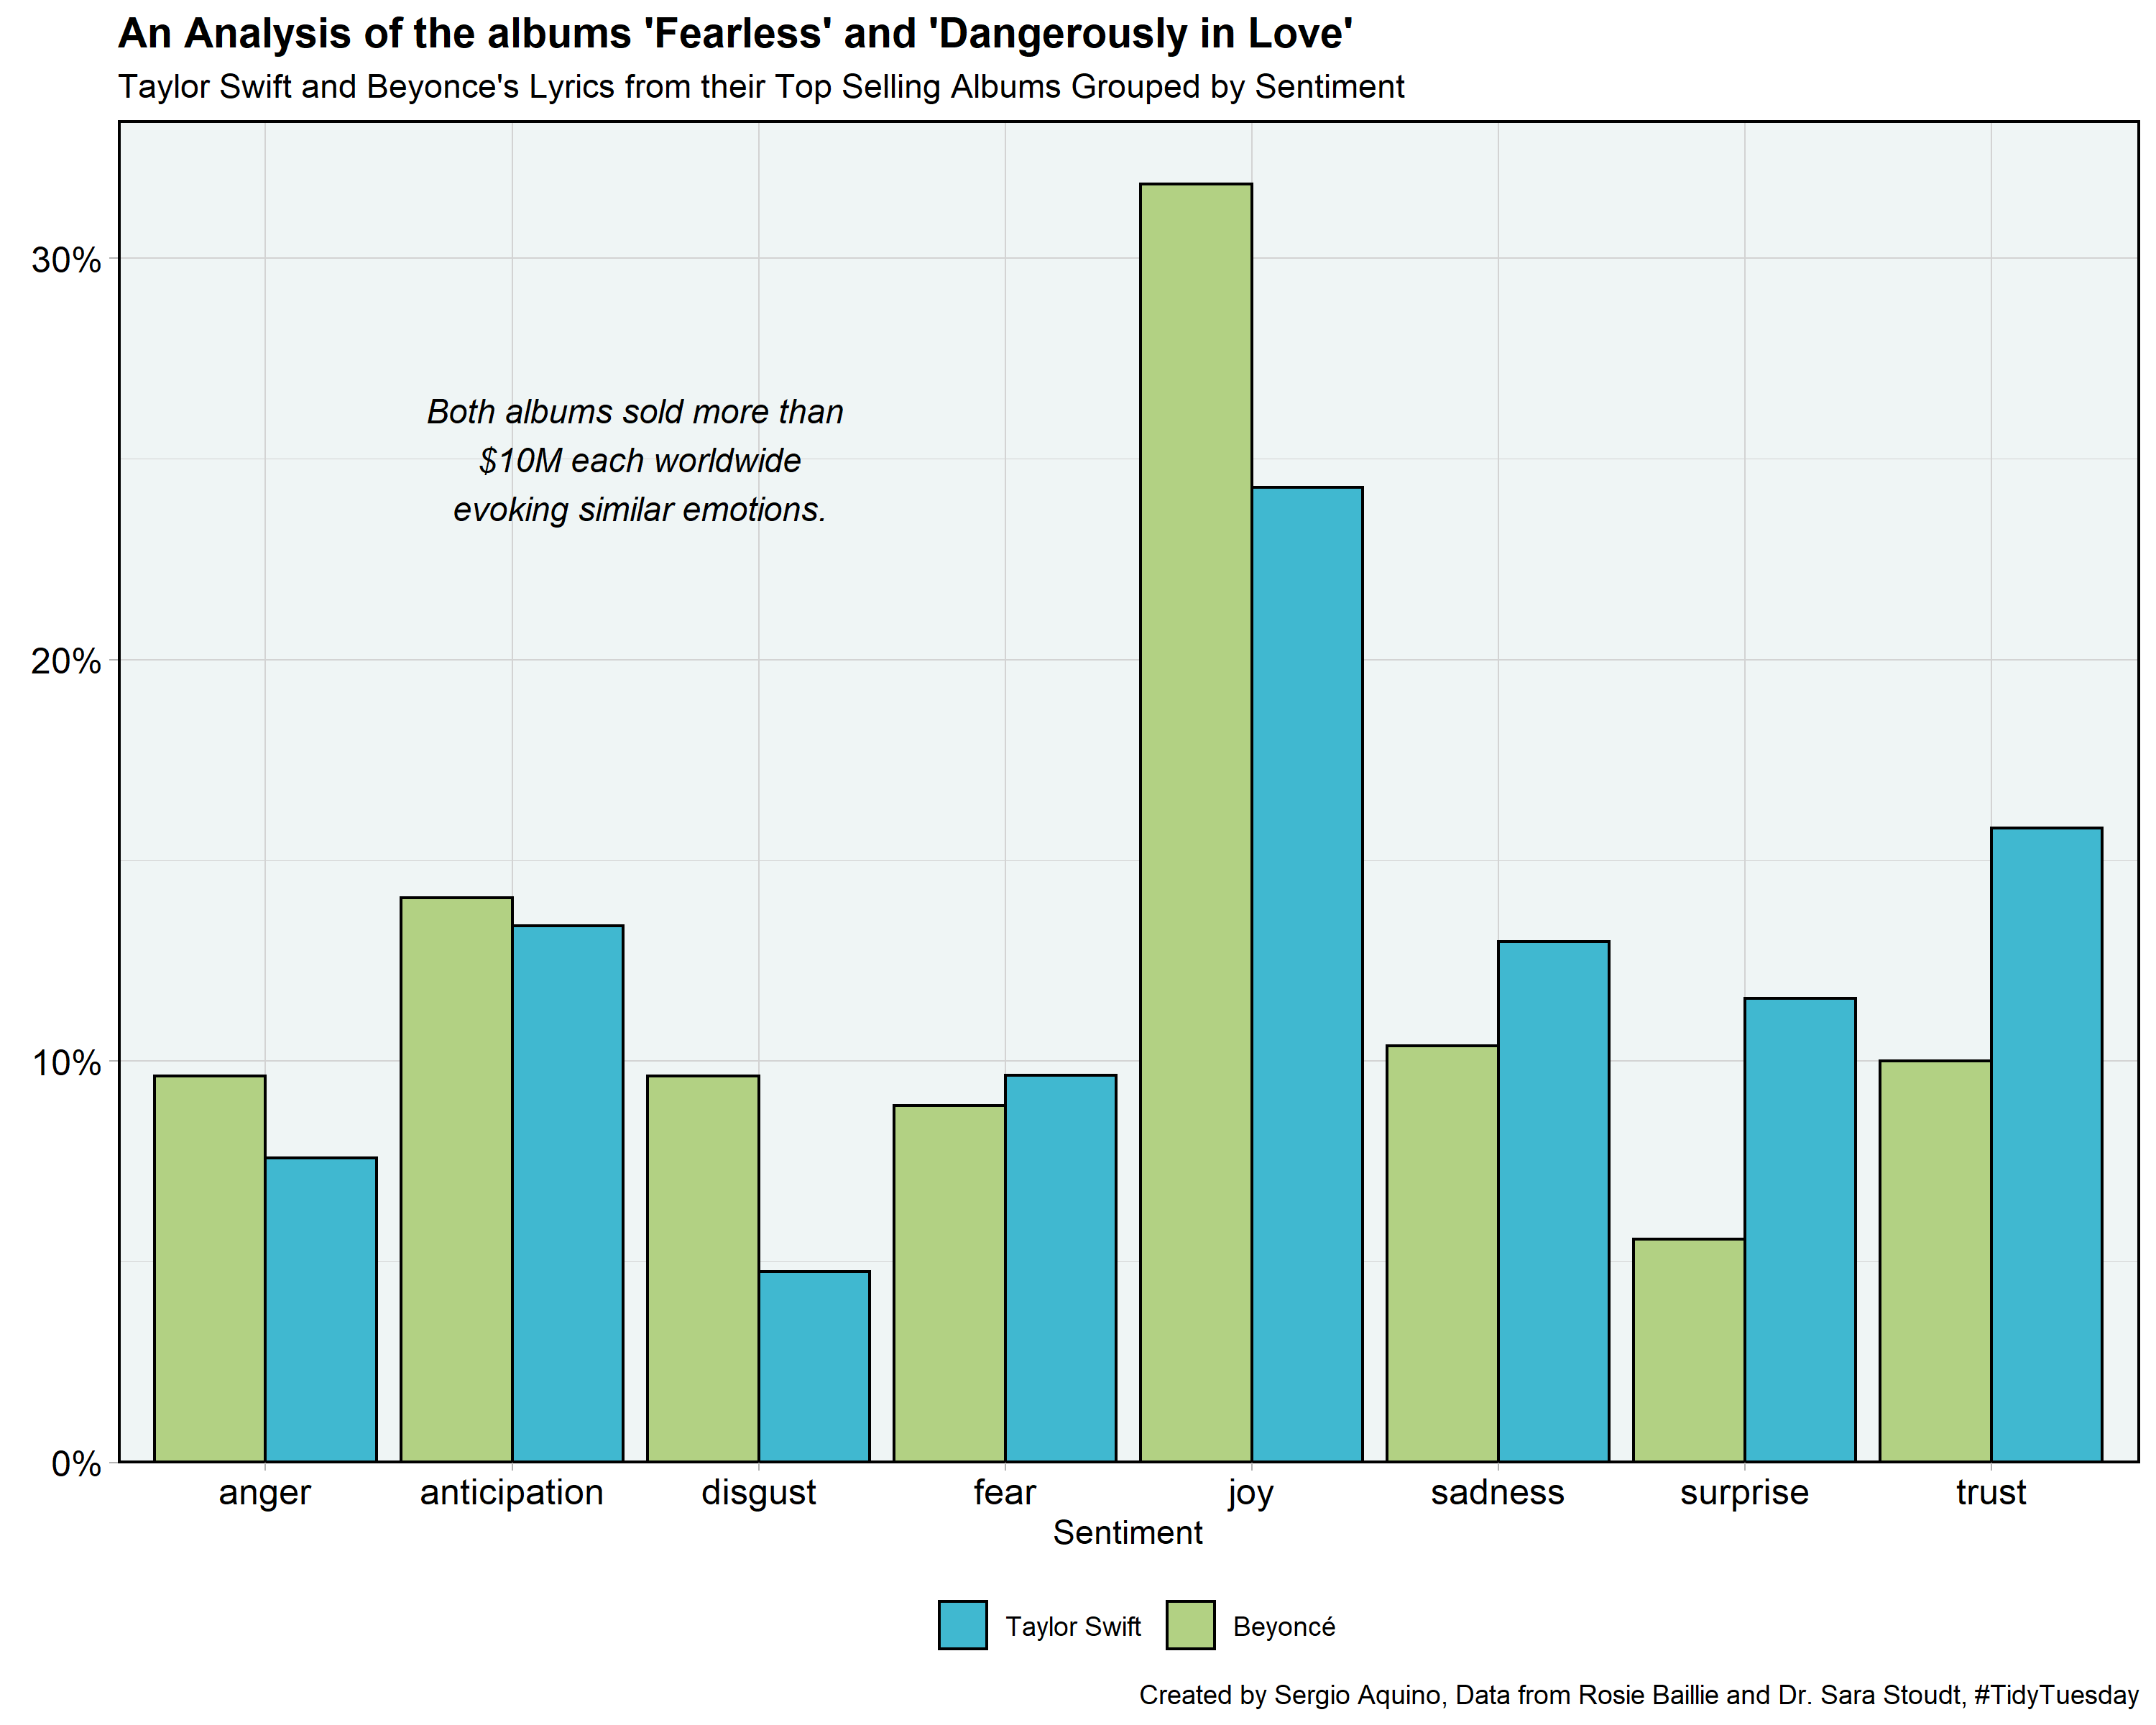 An Analysis of the albums 'Fearless' and 'Dangerously in Love'
Taylor Swift and Beyonce's Lyrics from their Top Selling Albums Grouped by Sentiment
30%
20%
10%
0%
Both albums sold more than
$10M each worldwide
evoking similar emotions.
anger anticipation disgust fear joy sadness surprise trust
Sentiment
Taylor Swift Beyoncé
Created by Sergio Aquino, Data from Rosie Baillie and Dr. Sara Stoudt, #TidyTuesday